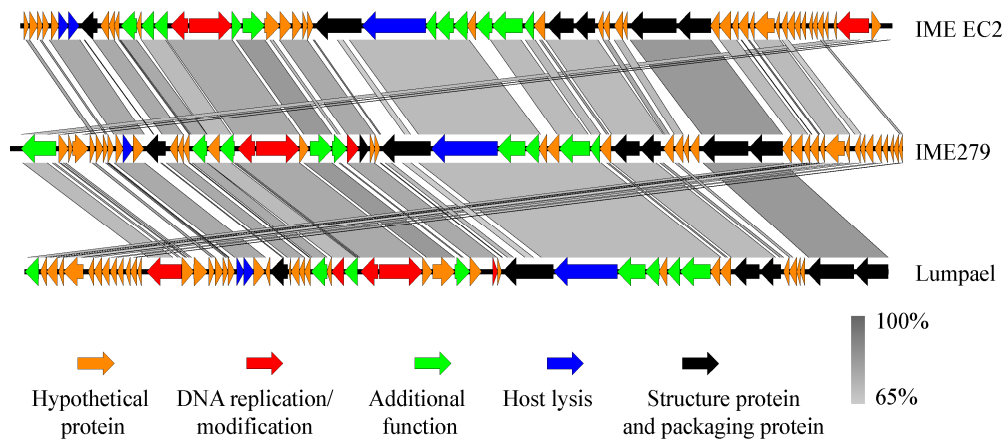 IME EC2
IME279
Lumpael
100%
65%
Hypothetical
protein
DNA replication/
modification
Additional
function
Host lysis
Structure protein
and packaging protein